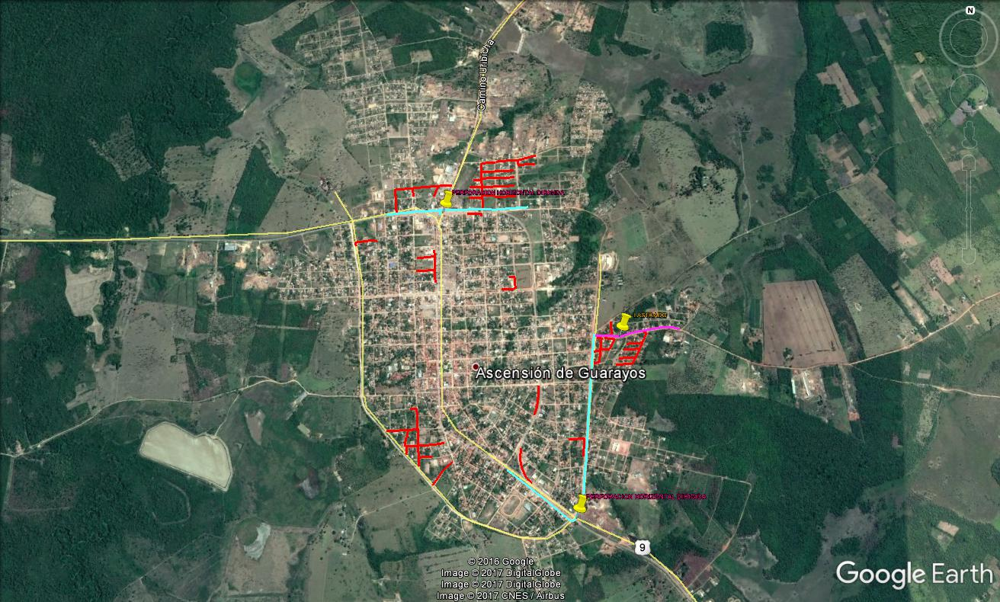 N
Camino Urubicha
PERFORACION HORIZONTAL DIRIGIDA
LASTRADO
Ascensión de Guarayos
PERFORACION HORIZONTAL DIRIGIDA
9
© 2016 Google
Image © 2017 DigitalGlobe
Image © 2017 DigitalGlobe
Image © 2017 CNES / Airbus
Google Earth